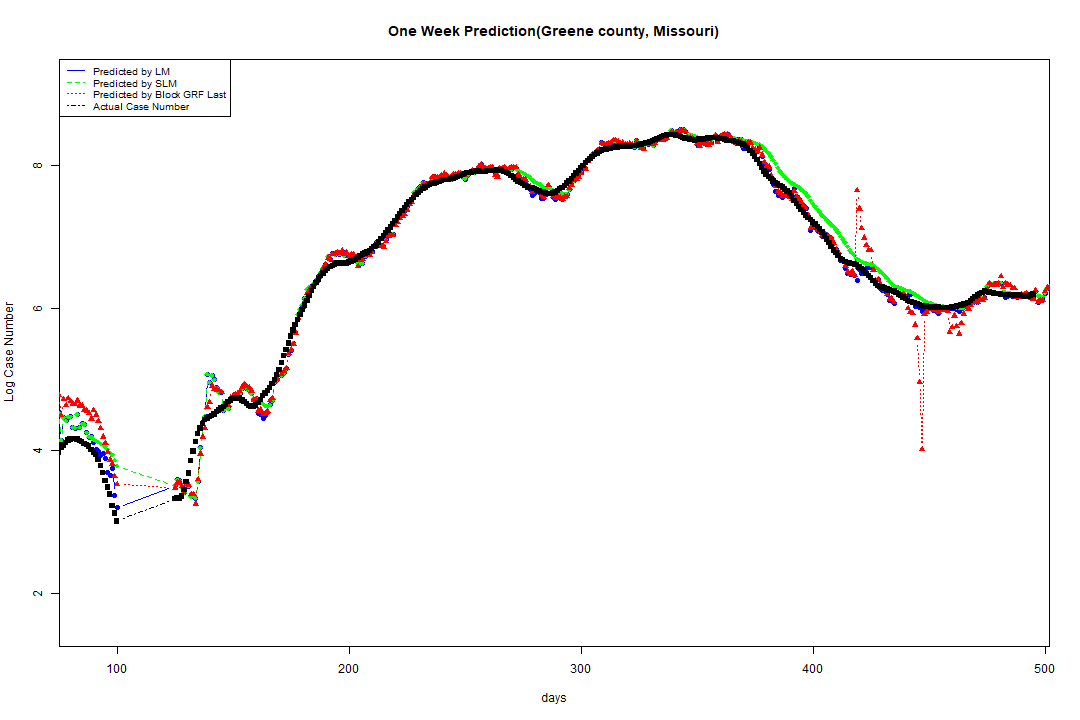 One Week Prediction(Greene county, Missouri)
Predicted by LM
Predicted by SLM
Predicted by Block GRF Last
Actual Case Number
8
6
4
2
Log Case Number
100 200 300 400 500
days